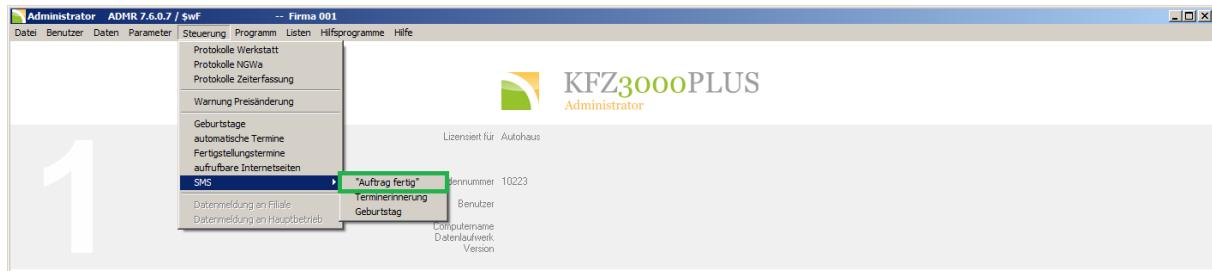 Administrator ADMR 7.6.0.7 / $wF -- Firma 001
Datei Benutzer Daten Parameter Steuerung Programm Listen Hilfsprogramme Hilfe
Protokolle Werkstatt
Protokolle NGWa
Protokolle Zeiterfassung
Warnung Preisänderung
Geburtstage
automatische Termine
Fertigstellungstermine
aufrufbare Internetseiten
SMS
Datenmeldung an Filiale
Datenmeldung an Hauptbetrieb
"Auftrag fertig"
Terminerinnerung
Geburtstag
KFZ3000PLUS
Administrator
1
Lizensiert für Autohaus
dennummer 10223
Benutzer
Computername
Datenlaufwerk
Version